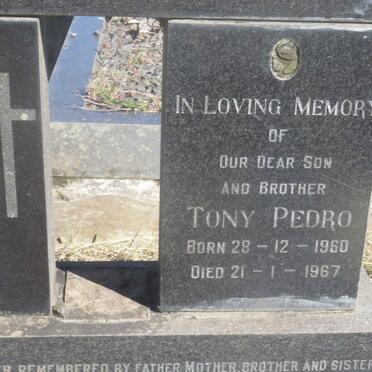 IN LOVING MEMORY
OF
OUR DEAR SON
AND BROTHER
TONY PEDRO
BORN 28 - 12 - 1960
DIED 21 - 1 - 1967
REMEMBERED BY FATHER MOTHER, BROTHER AND SISTER